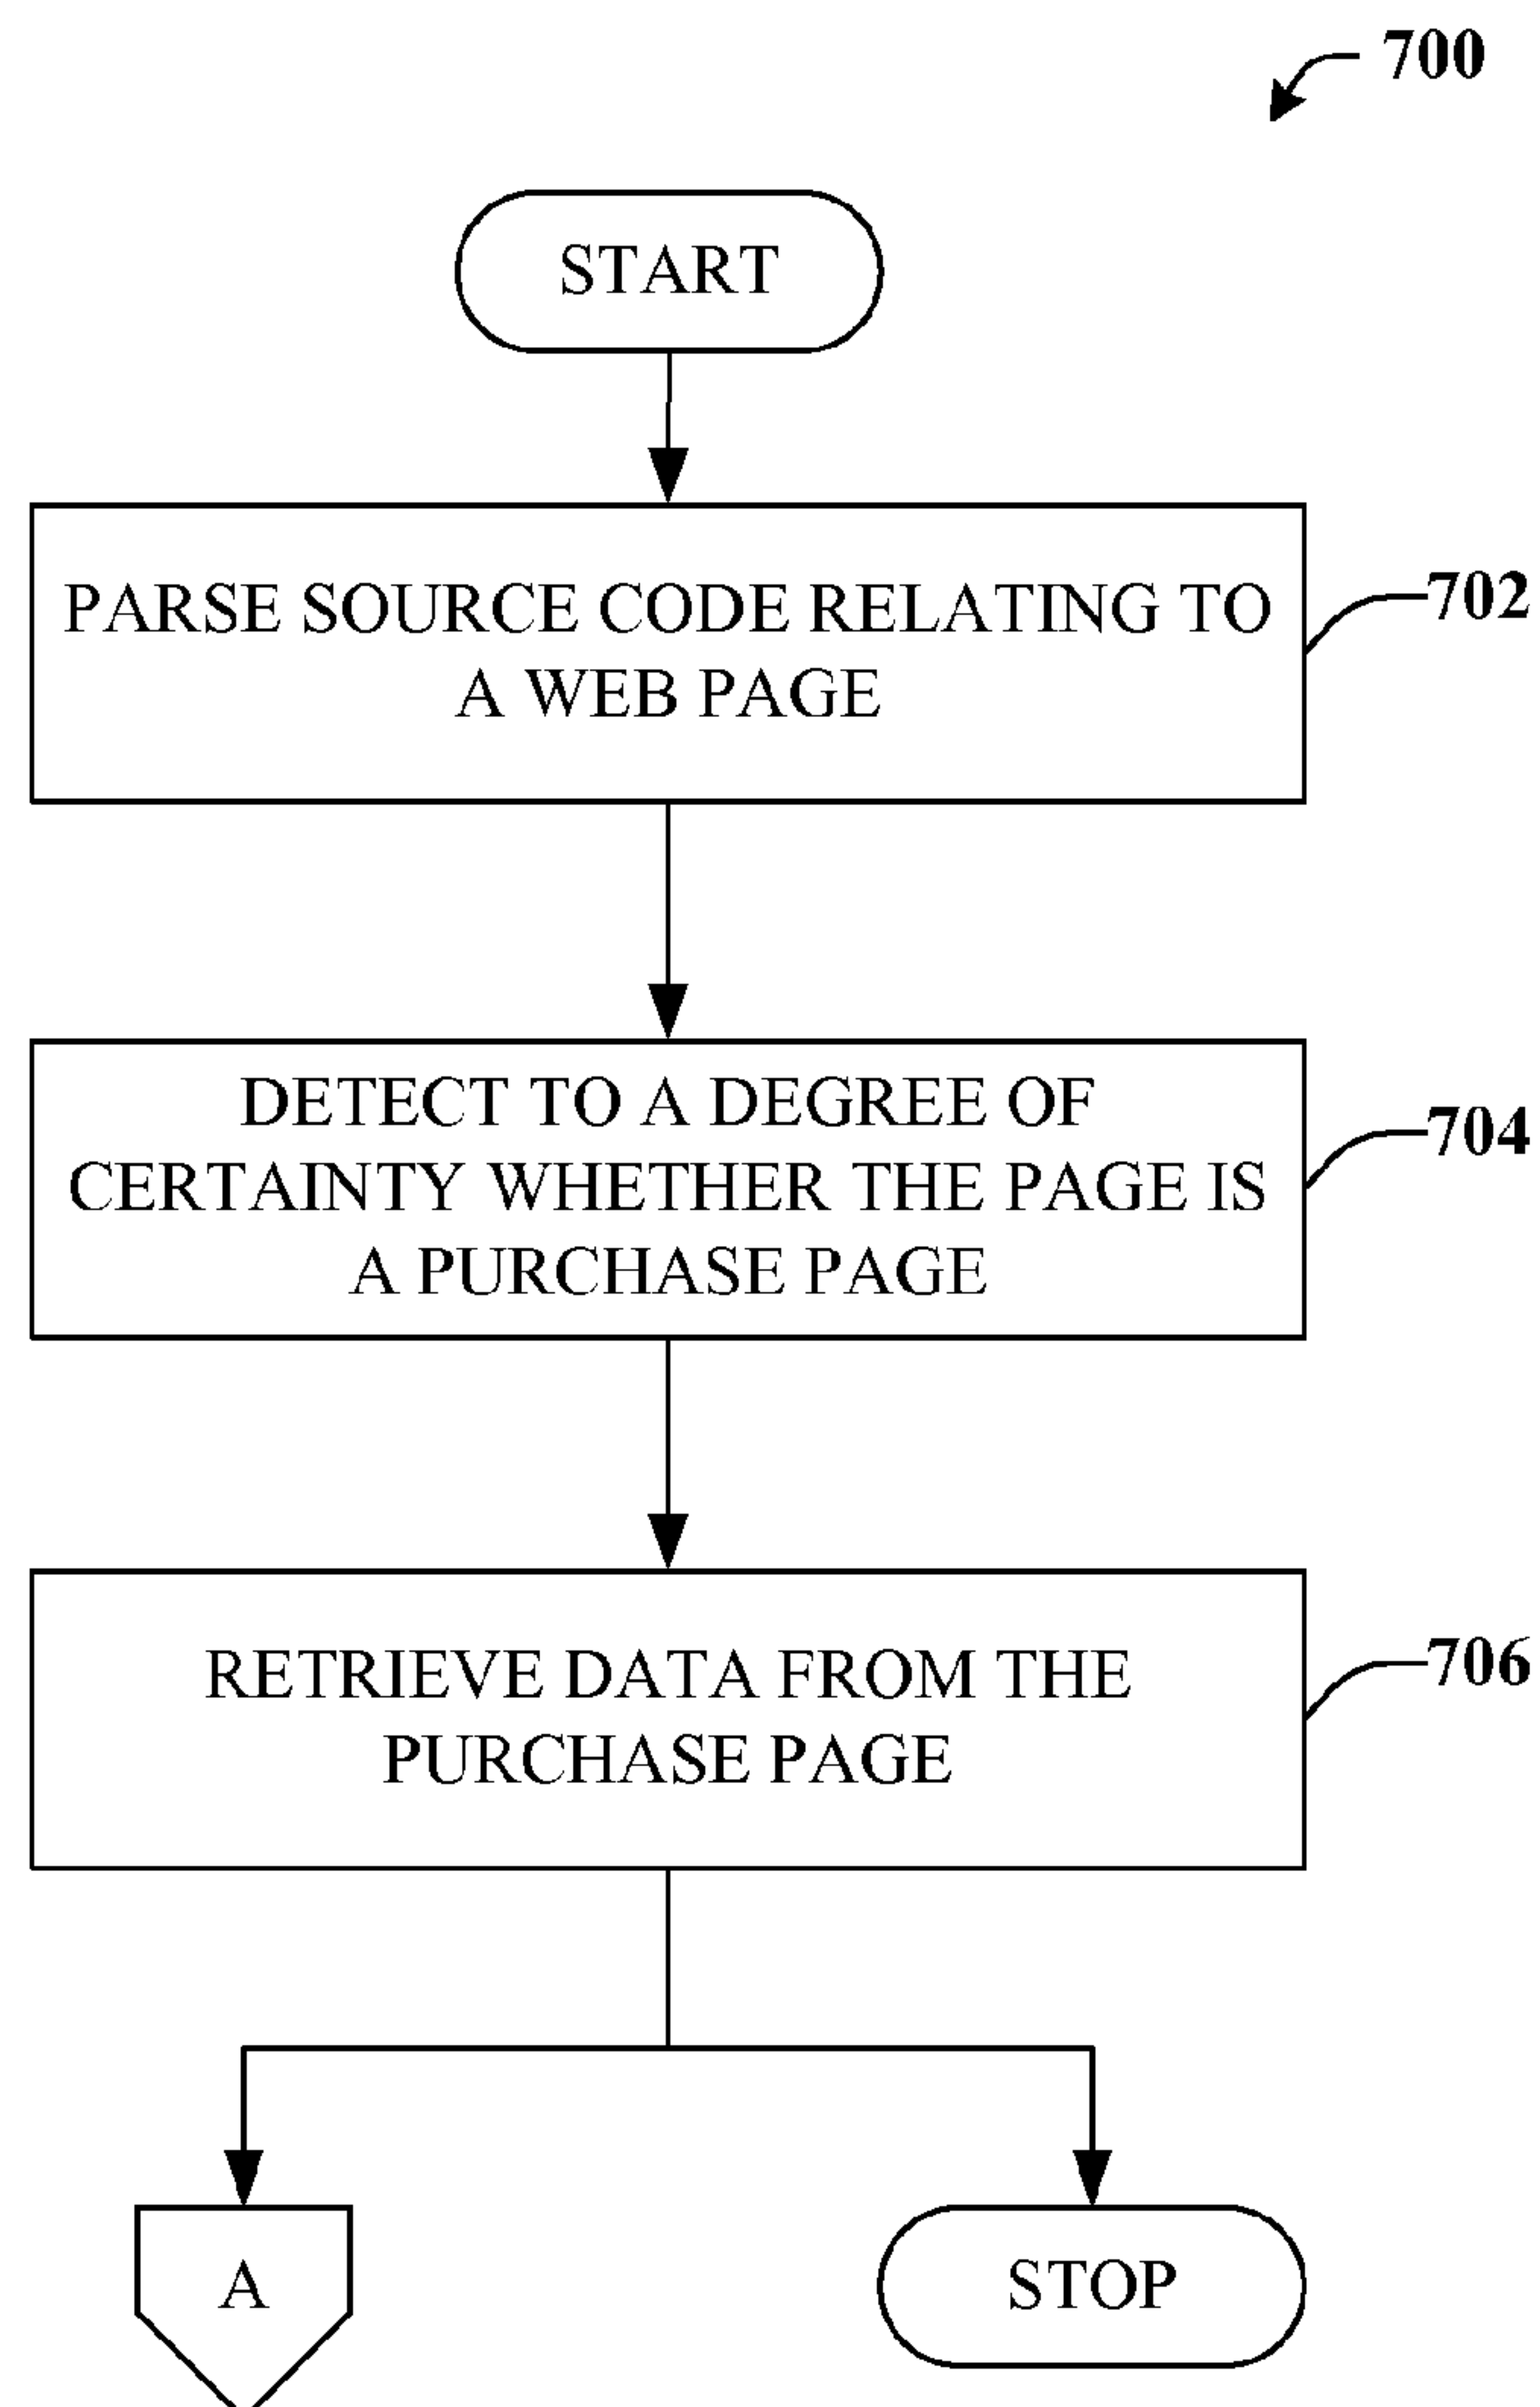 700
START
PARSE SOURCE CODE RELATING TO
A WEB PAGE
702
DETECT TO A DEGREE OF
CERTAINTY WHETHER THE PAGE IS
A PURCHASE PAGE
704
RETRIEVE DATA FROM THE
PURCHASE PAGE
706
A
STOP